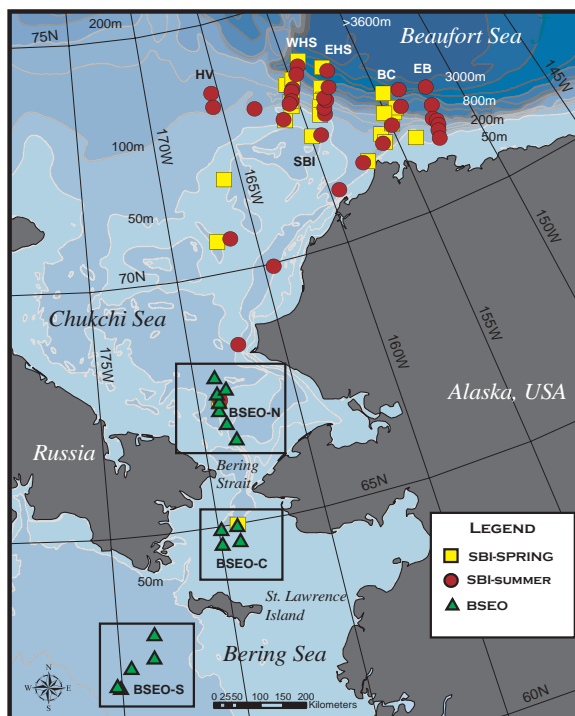 75N
200m
>3600m
Beaufort Sea
WHS
EHS
HV
BC
EB
3000m
800m
200m
50m
145W
170W
165W
100m
SBI
50m
150W
70N
Chukchi Sea
155W
175W
160W
Alaska, USA
BSEO-N
Russia
Bering
Strait
65N
LEGEND
SBI-SPRING
SBI-SUMMER
BSEO
50m
BSEO-C
St. Lawrence
Island
Bering Sea
BSEO-S
N
W
E
S
0 25 50 100 150 200
Kilometers
60N